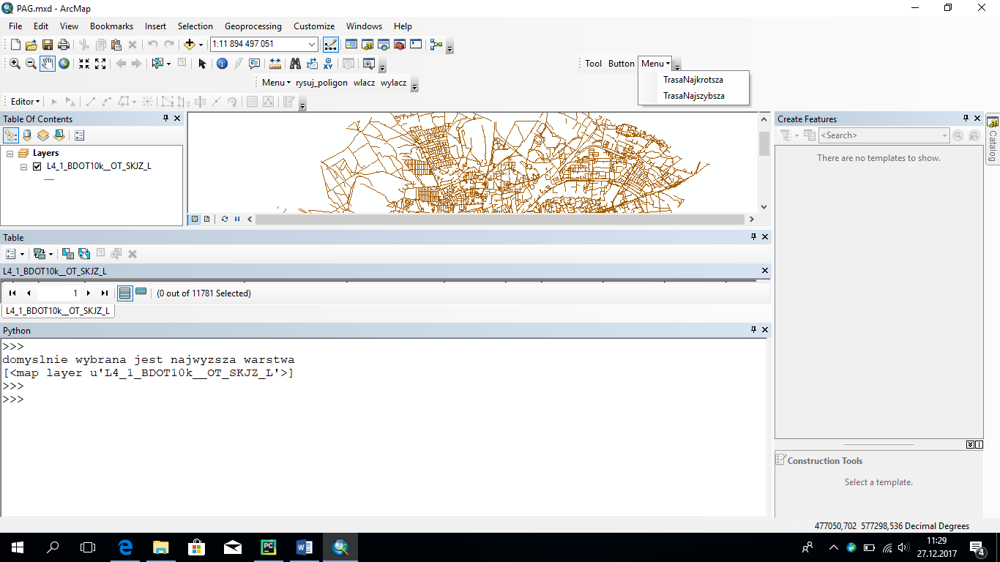 PAG.mxd - ArcMap
File Edit View Bookmarks Insert Selection Geoprocessing Customize Windows Help
1:11 894 497 051
Tool Button Menu
TrasaNajkrotsza
TrasaNajszybsza
Menu rysuj_poligon wlacz wylacz
Editor
Table Of Contents
Layers
L4_1_BDOT10k__OT_SKJZ_L
Create Features
<Search>
There are no templates to show.
Catalog
Table
L4_1_BDOT10k__OT_SKJZ_L
1 (0 out of 11781 Selected)
L4_1_BDOT10k__OT_SKJZ_L
Python
>>>
domyslnie wybrana jest najwyzsza warstwa
[<map layer u'L4_1_BDOT10k__OT_SKJZ_L'>]
>>>
>>>
Construction Tools
Select a template.
477050,702 577298,536 Decimal Degrees
11:29
27.12.2017
4